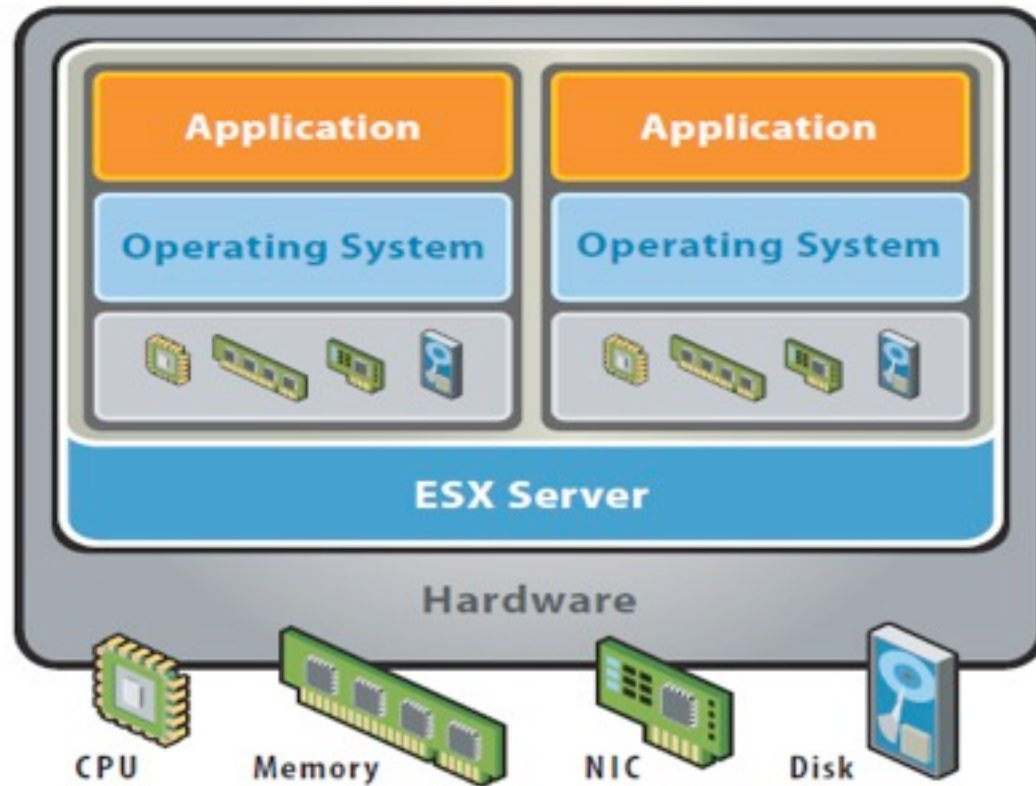 Application Application
Operating System Operating System
ESX Server
Hardware
CPU Memory NIC Disk